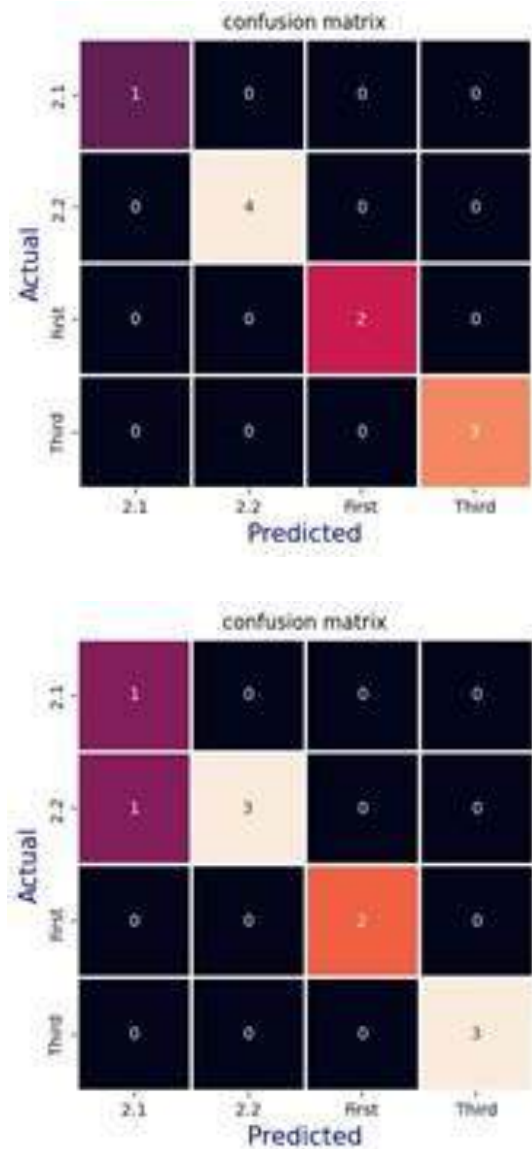 confusion matrix
2.1 1 0 0 0
2.2 0 4 0 0
First 0 0 2 0
Third 0 0 0 3
Actual
2.1 2.2 First Third
Predicted
confusion matrix
2.1 1 0 0 0
2.2 1 3 0 0
First 0 0 2 0
Third 0 0 0 3
Actual
2.1 2.2 First Third
Predicted